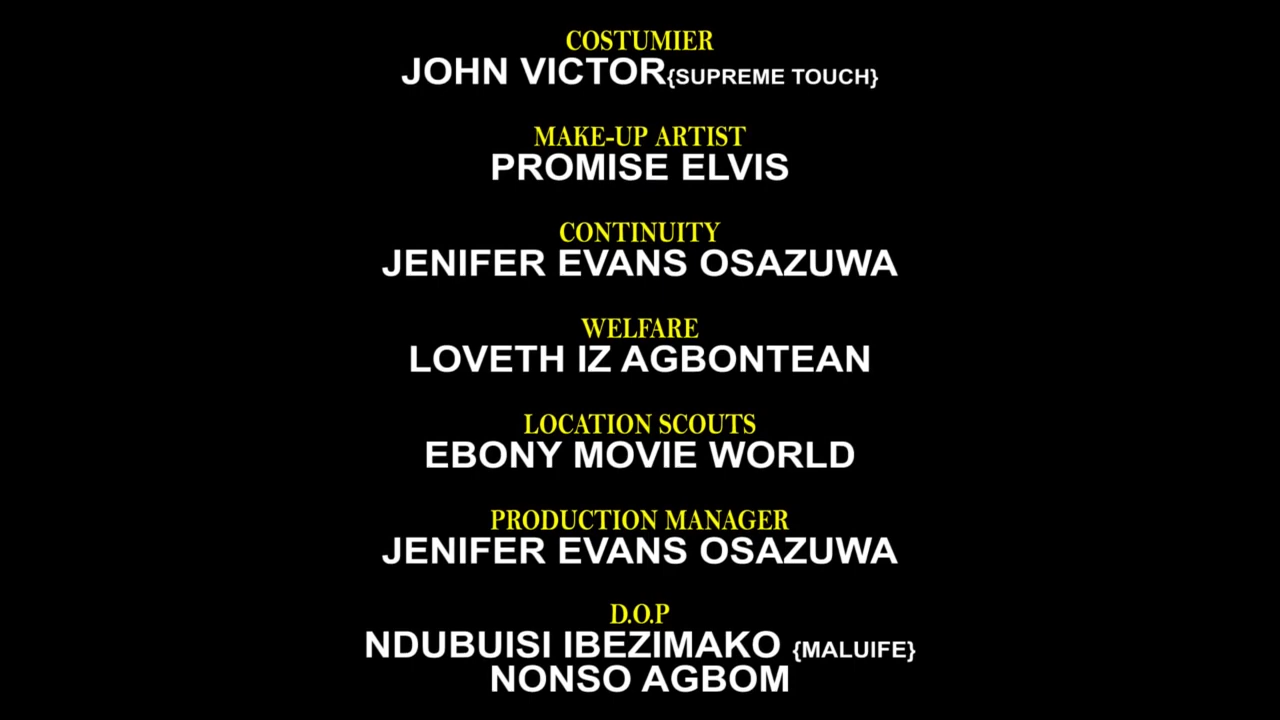 COSTUMIER
JOHN VICTOR{SUPREME TOUCH}
MAKE-UP ARTIST
PROMISE ELVIS
CONTINUITY
JENIFER EVANS OSAZUWA
WELFARE
LOVETH IZ AGBONTEAN
LOCATION SCOUTS
EBONY MOVIE WORLD
PRODUCTION MANAGER
JENIFER EVANS OSAZUWA
D.O.P
NDUBUISI IBEZIMAKO {MALUIFE}
NONSO AGBOM